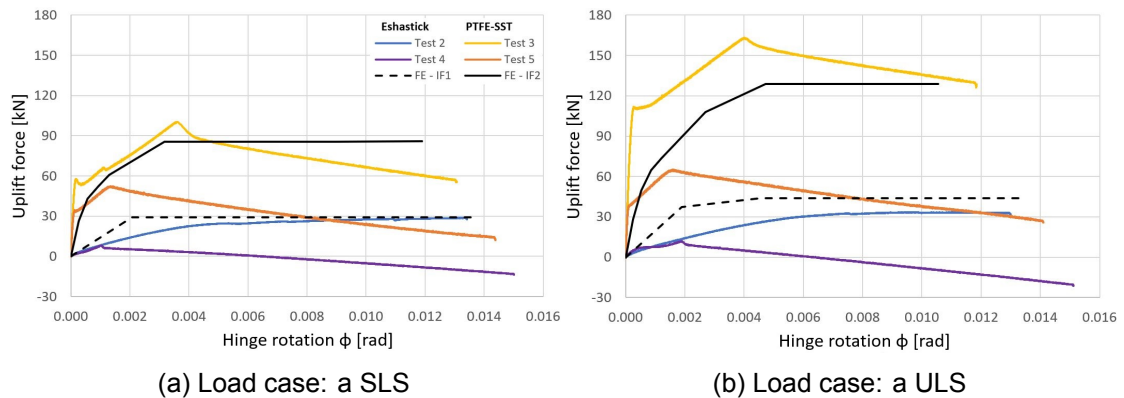 Uplift force [kN]
180
150
120
90
60
30
0
-30
Eshastick PTFE-SST
Test 2 Test 3
Test 4 Test 5
FE - IF1 FE - IF2
0.000 0.002 0.004 0.006 0.008 0.010 0.012 0.014 0.016
Hinge rotation ϕ [rad]
(a) Load case: a SLS
Uplift force [kN]
180
150
120
90
60
30
0
-30
0.000 0.002 0.004 0.006 0.008 0.010 0.012 0.014 0.016
Hinge rotation ϕ [rad]
(b) Load case: a ULS